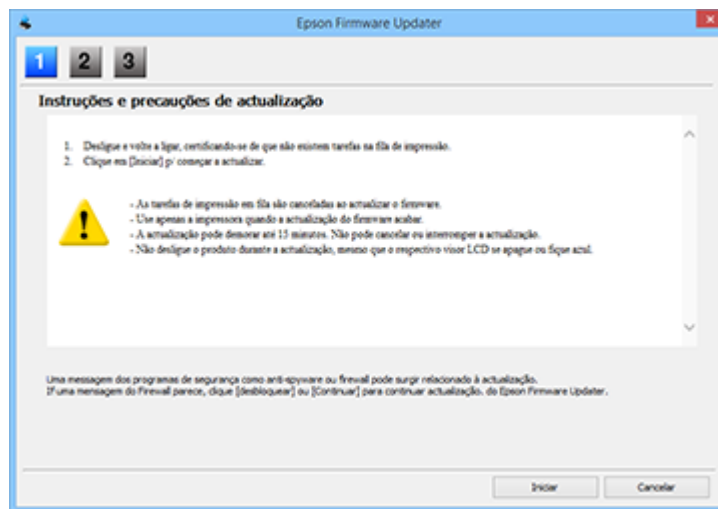 Epson Firmware Updater
1 2 3
Instruções e precauções de actualização
1. Desligue e volte a ligar, certificando-se de que não existem tarefas na fila de impressão.
2. Clique em [Iniciar] p/ começar a actualizar.
- As tarefas de impressão em fila são canceladas ao actualizar o firmware.
- Use apenas a impressora quando a actualização do firmware acabar.
- A actualização pode demorar até 15 minutos. Não pode cancelar ou interromper a actualização.
- Não desligue o produto durante a actualização, mesmo que o respectivo visor LCD se apague ou fique azul.
Uma messagem dos programas de segurança como anti-spyware ou firewall pode surgir relacionado à actualização.
If uma mensagem do Firewall parece, clique [desbloquear] ou [Continuar] para continuar actualização. do Epson Firmware Updater.
Iniciar Cancelar